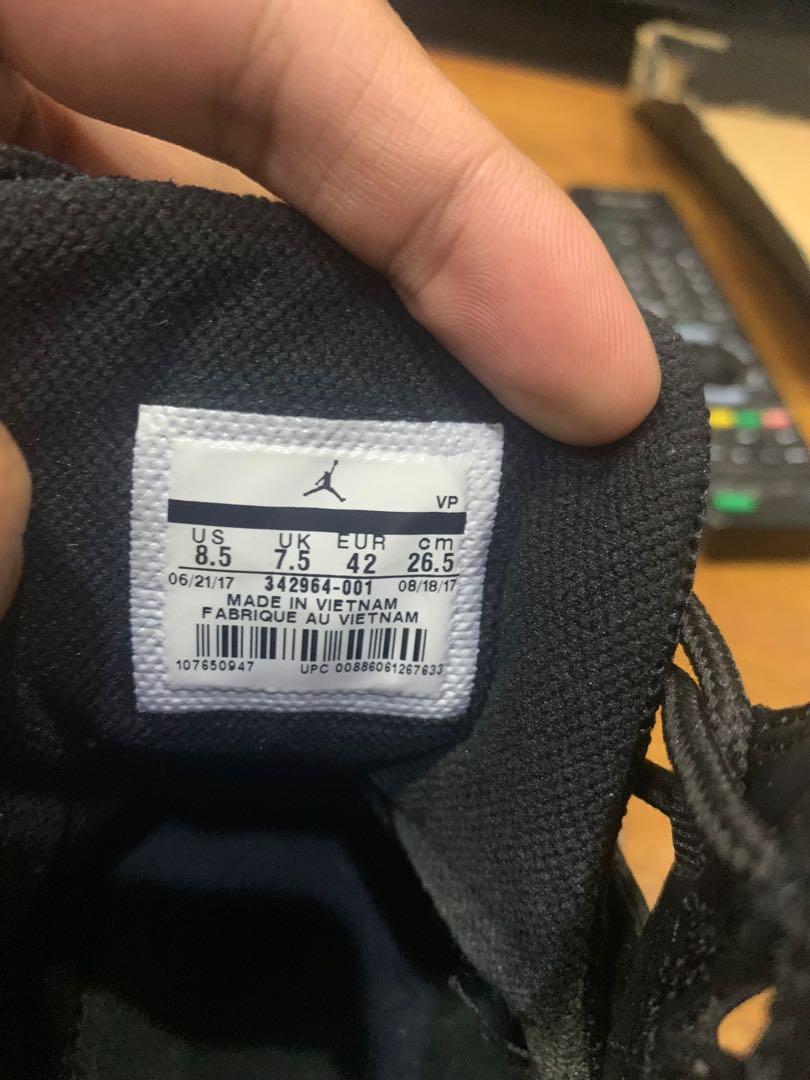 VP
US UK EUR cm
8.5 7.5 42 26.5
06/21/17 342964-001 08/18/17
MADE IN VIETNAM
FABRIQUE AU VIETNAM
107650947 UPC 00886061267633